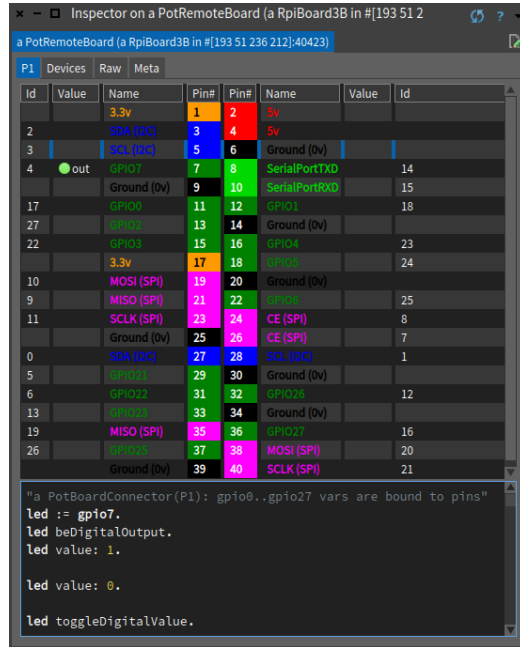 Inspector on a PotRemoteBoard (a RpiBoard3B in #[193 51 2
?
a PotRemoteBoard (a RpiBoard3B in #[193 51 236 212]:40423)
P1 Devices Raw Meta
Id Value Name Pin# Pin# Name Value Id
3.3v 1 2 5v
2 SDA (I2C) 3 4 5v
3 SCL (I2C) 5 6 Ground (0v)
4 out GPIO7 7 8 SerialPortTXD 14
Ground (0v) 9 10 SerialPortRXD 15
17 GPIO0 11 12 GPIO1 18
27 GPIO2 13 14 Ground (0v)
22 GPIO3 15 16 GPIO4 23
3.3v 17 18 GPIO5 24
10 MOSI (SPI) 19 20 Ground (0v)
9 MISO (SPI) 21 22 GPIO6 25
11 SCLK (SPI) 23 24 CE (SPI) 8
Ground (0v) 25 26 CE (SPI) 7
0 SDA (I2C) 27 28 SCL (I2C) 1
5 GPIO21 29 30 Ground (0v)
6 GPIO22 31 32 GPIO26 12
13 GPIO23 33 34 Ground (0v)
19 MISO (SPI) 35 36 GPIO27 16
26 GPIO25 37 38 MOSI (SPI) 20
Ground (0v) 39 40 SCLK (SPI) 21
"a PotBoardConnector(P1): gpio0..gpio27 vars are bound to pins"
led := gpio7.
led beDigitalOutput.
led value: 1.
led value: 0.
led toggleDigitalValue.